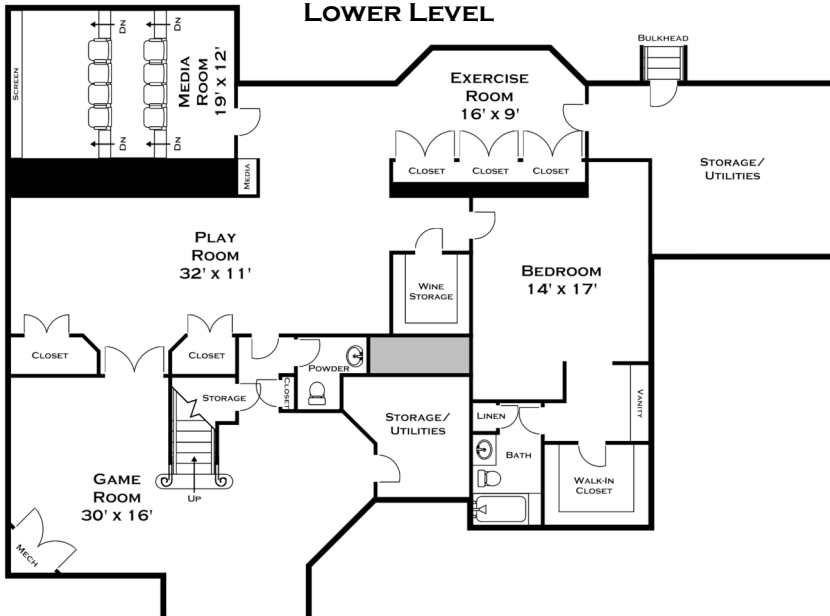 LOWER LEVEL
BULKHEAD
DN
DN
SCREEN
MEDIA
ROOM
19' x 12'
DN
DN
EXERCISE
ROOM
16' x 9'
CLOSET
CLOSET
CLOSET
STORAGE/
UTILITIES
MEDIA
PLAY
ROOM
32' x 11'
WINE
STORAGE
BEDROOM
14' x 17'
CLOSET
CLOSET
POWDER
CLOSET
STORAGE
STORAGE/
UTILITIES
LINEN
VANITY
BATH
WALK-IN
CLOSET
UP
GAME
ROOM
30' x 16'
MECH